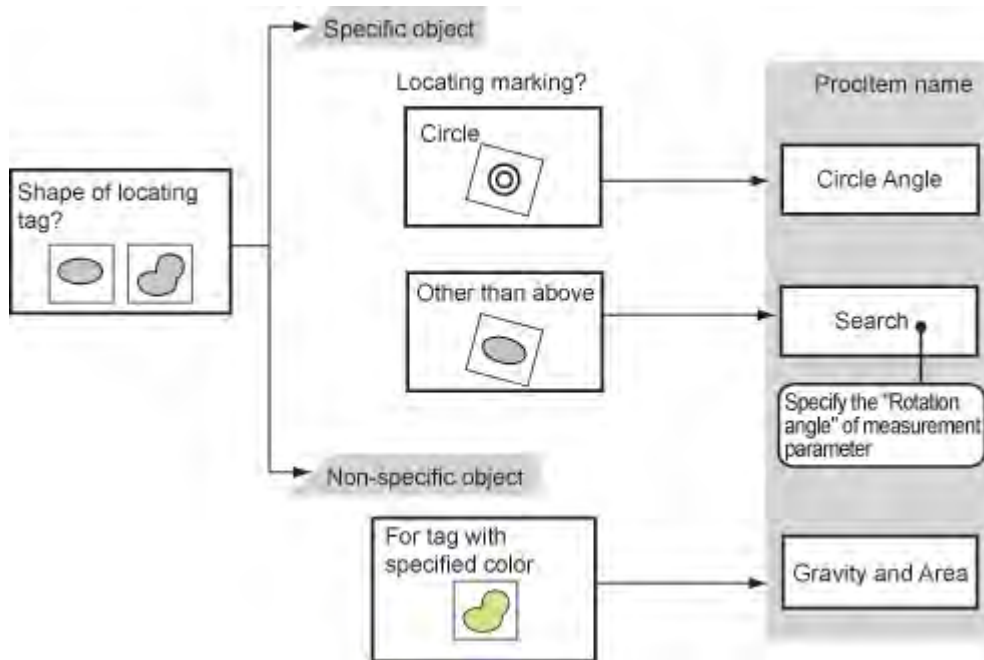 Specific object
Locating marking?
ProcItem name
Circle
Circle Angle
Shape of locating
tag?
Other than above
Search
Specify the "Rotation
angle" of measurement
parameter
Non-specific object
For tag with
specified color
Gravity and Area